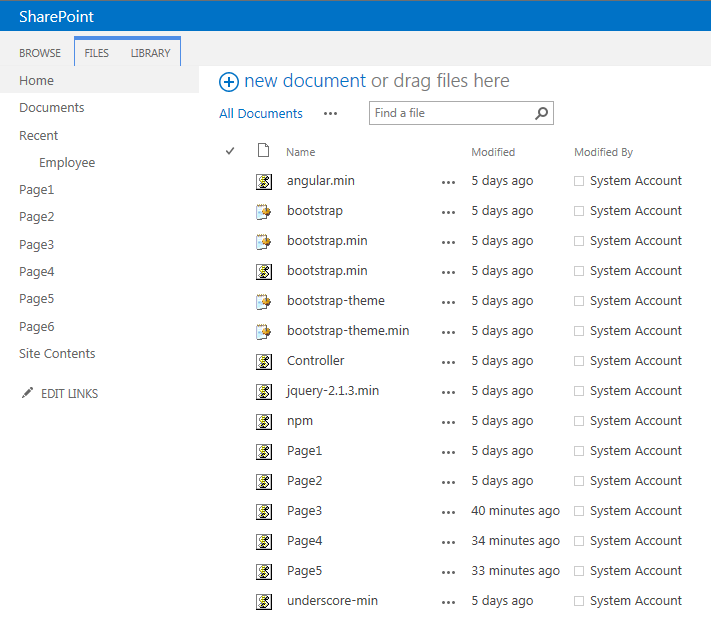 SharePoint
BROWSE FILES LIBRARY
Home
Documents
Recent
Employee
Page1
Page2
Page3
Page4
Page5
Page6
Site Contents
EDIT LINKS
new document or drag files here
All Documents ••• Find a file
Name Modified Modified By
angular.min ••• 5 days ago System Account
bootstrap ••• 5 days ago System Account
bootstrap.min ••• 5 days ago System Account
bootstrap.min ••• 5 days ago System Account
bootstrap-theme ••• 5 days ago System Account
bootstrap-theme.min ••• 5 days ago System Account
Controller ••• 5 days ago System Account
jquery-2.1.3.min ••• 5 days ago System Account
npm ••• 5 days ago System Account
Page1 ••• 5 days ago System Account
Page2 ••• 5 days ago System Account
Page3 ••• 40 minutes ago System Account
Page4 ••• 34 minutes ago System Account
Page5 ••• 33 minutes ago System Account
underscore-min ••• 5 days ago System Account